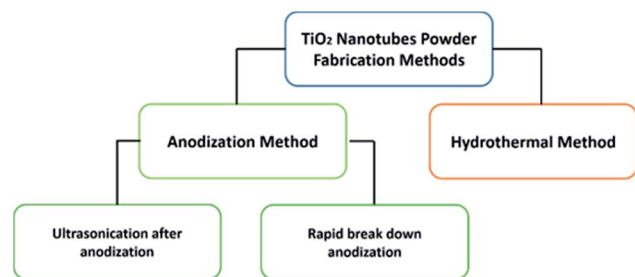 TiO₂ Nanotubes Powder
Fabrication Methods
Anodization Method
Hydrothermal Method
Ultrasonication after
anodization
Rapid break down
anodization